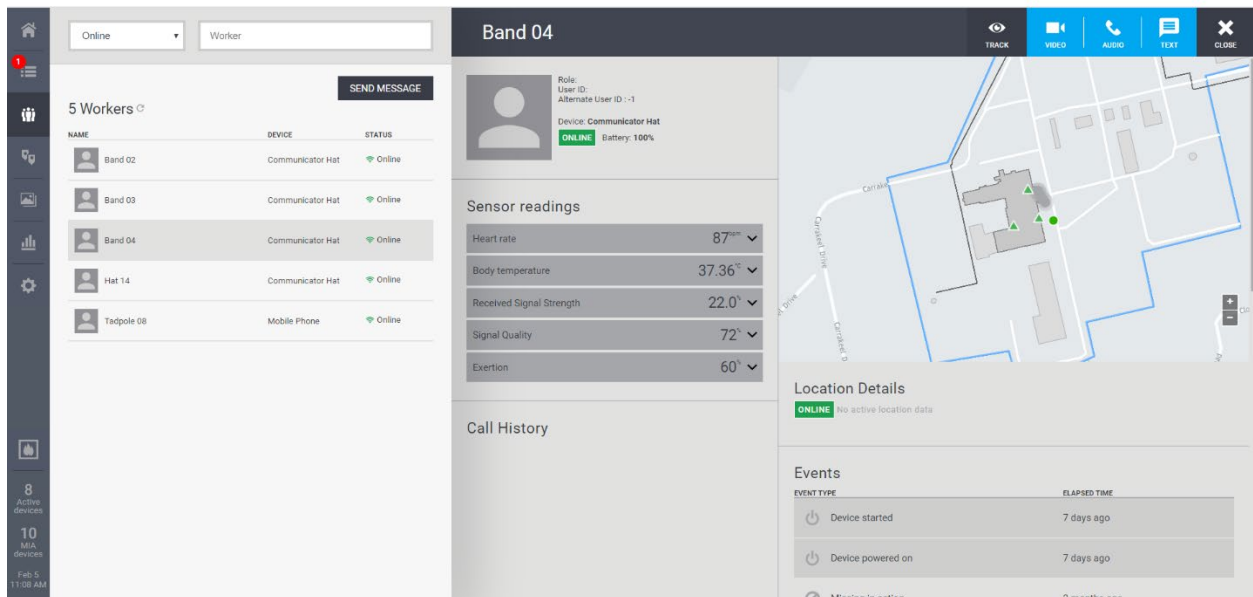 1
8
Active
devices
10
MIA
devices
Feb 5
11:08 AM
Online
Worker
SEND MESSAGE
5 Workers
NAME DEVICE STATUS
Band 02 Communicator Hat Online
Band 03 Communicator Hat Online
Band 04 Communicator Hat Online
Hat 14 Communicator Hat Online
Tadpole 08 Mobile Phone Online
Band 04
TRACK VIDEO AUDIO TEXT CLOSE
Role:
User ID:
Alternate User ID : -1
Device: Communicator Hat
ONLINE Battery: 100%
Sensor readings
Heart rate 87 bpm
Body temperature 37.36 °C
Received Signal Strength 22.0 %
Signal Quality 72 %
Exertion 60 %
Call History
Carrakeel Drive
+
-
Location Details
ONLINE No active location data
Events
EVENT TYPE ELAPSED TIME
Device started 7 days ago
Device powered on 7 days ago